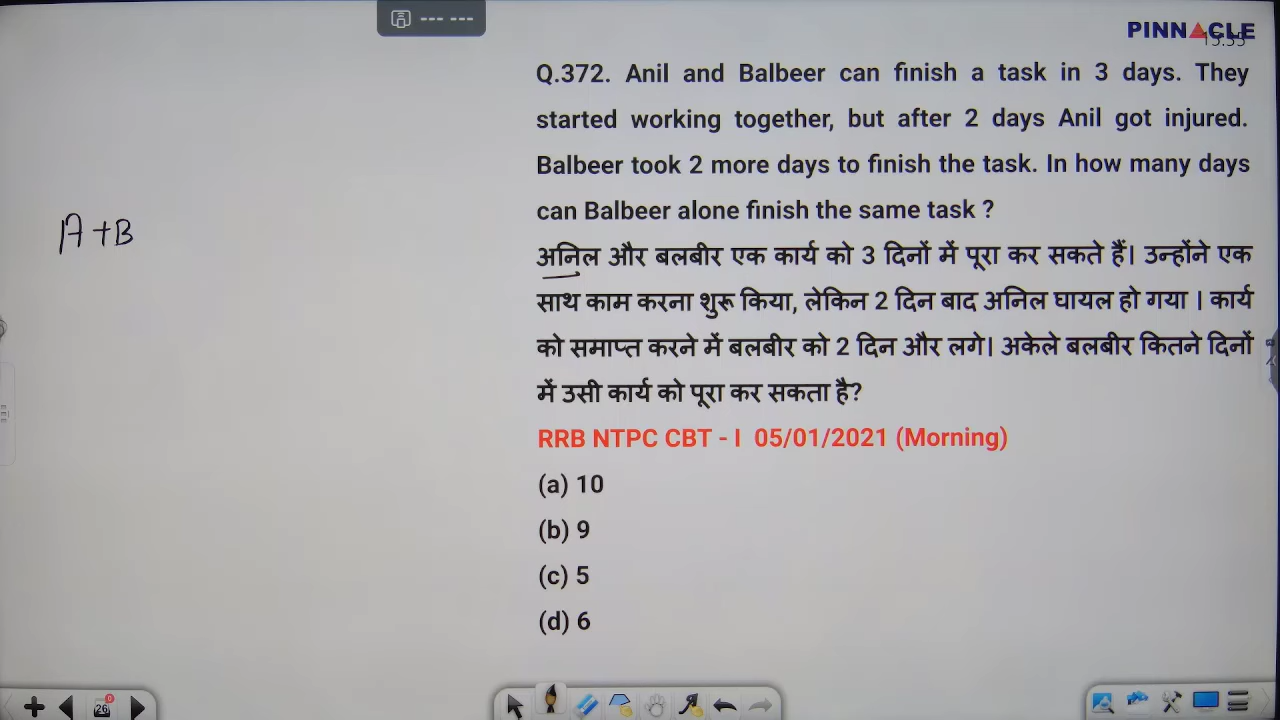 --- ---
PINNACLE
15:55
Q.372. Anil and Balbeer can finish a task in 3 days. They
started working together, but after 2 days Anil got injured.
Balbeer took 2 more days to finish the task. In how many days
can Balbeer alone finish the same task ?
A+B
अनिल और बलबीर एक कार्य को 3 दिनों में पूरा कर सकते हैं। उन्होंने एक
साथ काम करना शुरू किया, लेकिन 2 दिन बाद अनिल घायल हो गया । कार्य
को समाप्त करने में बलबीर को 2 दिन और लगे। अकेले बलबीर कितने दिनों
में उसी कार्य को पूरा कर सकता है?
RRB NTPC CBT - I 05/01/2021 (Morning)
(a) 10
(b) 9
(c) 5
(d) 6
26